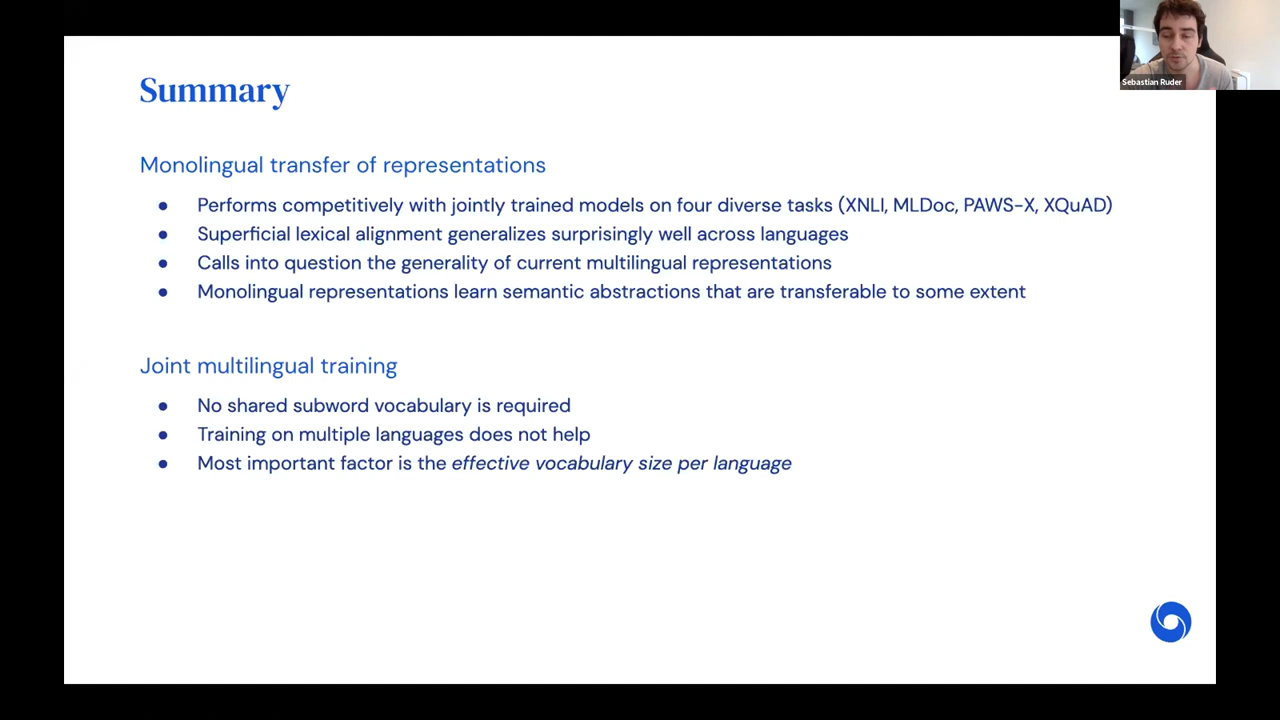 Sebastian Ruder
Summary
Monolingual transfer of representations
● Performs competitively with jointly trained models on four diverse tasks (XNLI, MLDoc, PAWS-X, XQuAD)
● Superficial lexical alignment generalizes surprisingly well across languages
● Calls into question the generality of current multilingual representations
● Monolingual representations learn semantic abstractions that are transferable to some extent
Joint multilingual training
● No shared subword vocabulary is required
● Training on multiple languages does not help
● Most important factor is the effective vocabulary size per language